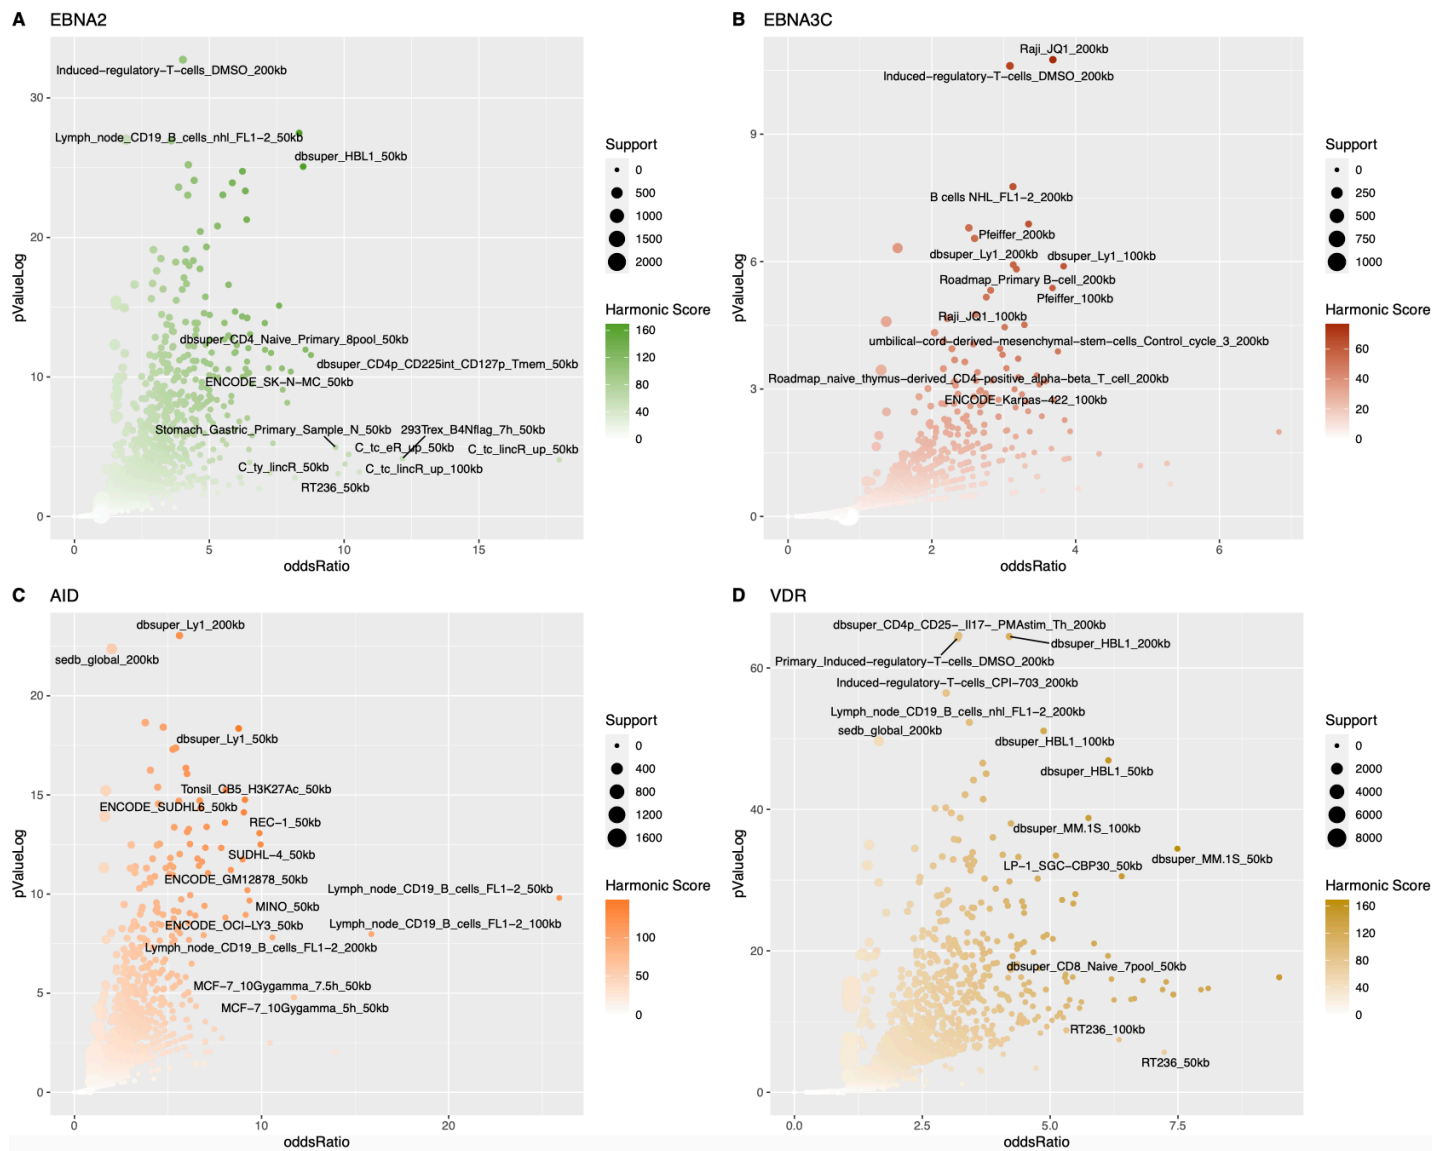 A EBNA2
Induced-regulatory-T-cells_DMSO_200kb
Lymph_node_CD19_B_cells_nhl_FL1-2_50kb
dbsuper_HBL1_50kb
dbsuper_CD4_Naive_Primary_8pool_50kb
dbsuper_CD4p_CD225int_CD127p_Tmem_50kb
ENCODE_SK-N-MC_50kb
Stomach_Gastric_Primary_Sample_N_50kb
293Trex_B4Nflag_7h_50kb
C_tc_eR_up_50kb
C_tc_lincR_up_50kb
C_ty_lincR_50kb
C_tc_lincR_up_100kb
RT236_50kb
30
20
10
0
pValueLog
0 5 10 15
oddsRatio
Support
0
500
1000
1500
2000
Harmonic Score
160
120
80
40
0
B EBNA3C
Raji_JQ1_200kb
Induced-regulatory-T-cells_DMSO_200kb
B cells NHL_FL1-2_200kb
Pfeiffer_200kb
dbsuper_Ly1_200kb
dbsuper_Ly1_100kb
Roadmap_Primary B-cell_200kb
Pfeiffer_100kb
Raji_JQ1_100kb
umbilical-cord-derived-mesenchymal-stem-cells_Control_cycle_3_200kb
Roadmap_naive_thymus-derived_CD4-positive_alpha-beta_T_cell_200kb
ENCODE_Karpas-422_100kb
9
6
3
0
pValueLog
0 2 4 6
oddsRatio
Support
0
250
500
750
1000
Harmonic Score
60
40
20
0
C AID
dbsuper_Ly1_200kb
sedb_global_200kb
dbsuper_Ly1_50kb
Tonsil_CB5_H3K27Ac_50kb
ENCODE_SUDHL6_50kb
REC-1_50kb
SUDHL-4_50kb
ENCODE_GM12878_50kb
Lymph_node_CD19_B_cells_FL1-2_50kb
MINO_50kb
ENCODE_OCI-LY3_50kb
Lymph_node_CD19_B_cells_FL1-2_100kb
Lymph_node_CD19_B_cells_FL1-2_200kb
MCF-7_10Gygamma_7.5h_50kb
MCF-7_10Gygamma_5h_50kb
20
15
10
5
0
pValueLog
0 10 20
oddsRatio
Support
0
400
800
1200
1600
Harmonic Score
100
50
0
D VDR
dbsuper_CD4p_CD25-_Il17-_PMAstim_Th_200kb
dbsuper_HBL1_200kb
Primary_Induced-regulatory-T-cells_DMSO_200kb
Induced-regulatory-T-cells_CPI-703_200kb
Lymph_node_CD19_B_cells_nhl_FL1-2_200kb
sedb_global_200kb
dbsuper_HBL1_100kb
dbsuper_HBL1_50kb
dbsuper_MM.1S_100kb
dbsuper_MM.1S_50kb
LP-1_SGC-CBP30_50kb
dbsuper_CD8_Naive_7pool_50kb
RT236_100kb
RT236_50kb
60
40
20
0
pValueLog
0.0 2.5 5.0 7.5
oddsRatio
Support
0
2000
4000
6000
8000
Harmonic Score
160
120
80
40
0